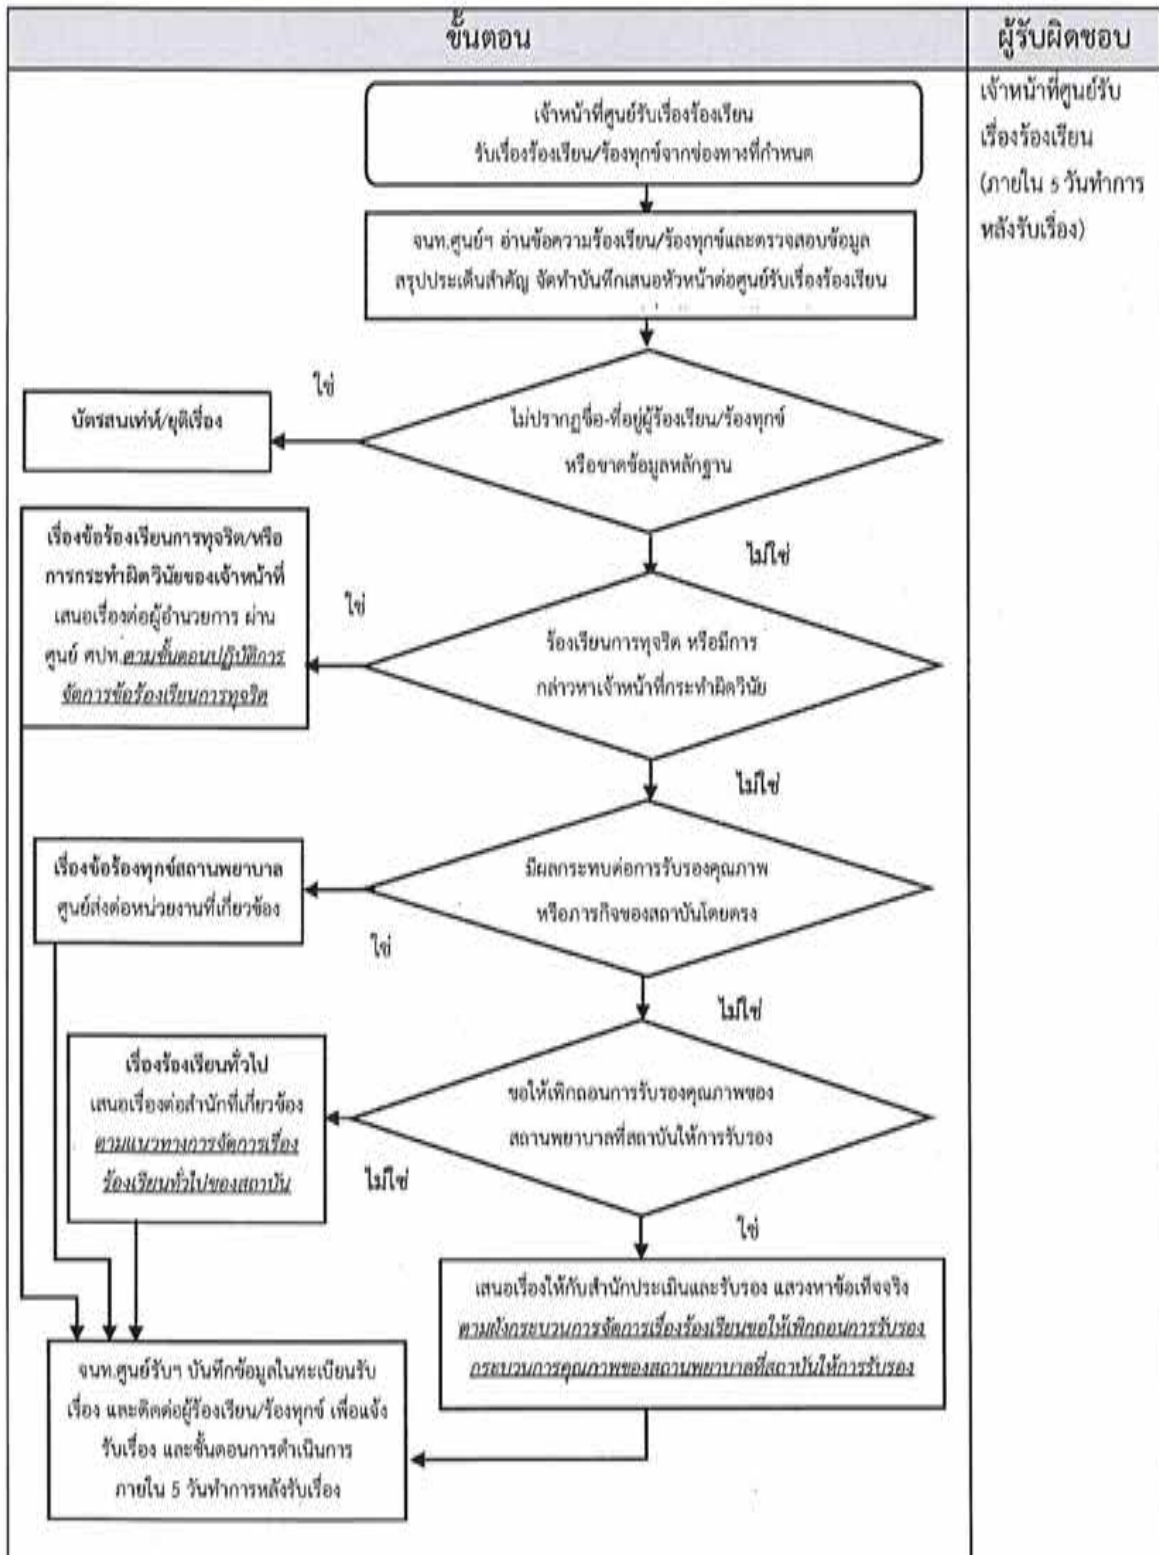 ขั้นตอน
ผู้รับผิดชอบ
เจ้าหน้าที่ศูนย์รับเรื่องร้องเรียน
รับเรื่องร้องเรียน/ร้องทุกข์จากช่องทางที่กำหนด
เจ้าหน้าที่ศูนย์รับ
เรื่องร้องเรียน
(ภายใน 5 วันทำการ
หลังรับเรื่อง)
จนท.ศูนย์ฯ อ่านข้อความร้องเรียน/ร้องทุกข์และตรวจสอบข้อมูล
สรุปประเด็นสำคัญ จัดทำบันทึกเสนอหัวหน้าต่อศูนย์รับเรื่องร้องเรียน
ใช่
บัตรสนเท่ห์/ยุติเรื่อง
ไม่ปรากฏชื่อ-ที่อยู่ผู้ร้องเรียน/ร้องทุกข์
หรือขาดข้อมูลหลักฐาน
ไม่ใช่
เรื่องข้อร้องเรียนการทุจริต/หรือ
การกระทำผิดวินัยของเจ้าหน้าที่
เสนอเรื่องต่อผู้อำนวยการ ผ่าน
ศูนย์ ศปท.ตามขั้นตอนปฏิบัติการ
จัดการข้อร้องเรียนการทุจริต
ใช่
ร้องเรียนการทุจริต หรือมีการ
กล่าวหาเจ้าหน้าที่กระทำผิดวินัย
ไม่ใช่
เรื่องข้อร้องทุกข์สถานพยาบาล
ศูนย์ส่งต่อหน่วยงานที่เกี่ยวข้อง
มีผลกระทบต่อการรับรองคุณภาพ
หรือภารกิจของสถาบันโดยตรง
ใช่
ไม่ใช่
เรื่องร้องเรียนทั่วไป
เสนอเรื่องต่อสำนักที่เกี่ยวข้อง
ตามแนวทางการจัดการเรื่อง
ร้องเรียนทั่วไปของสถาบัน
ขอให้เพิกถอนการรับรองคุณภาพของ
สถานพยาบาลที่สถาบันให้การรับรอง
ไม่ใช่
ใช่
เสนอเรื่องให้กับสำนักประเมินและรับรอง แสวงหาข้อเท็จจริง
ตามผังกระบวนการจัดการเรื่องร้องเรียนขอให้เพิกถอนการรับรอง
กระบวนการคุณภาพของสถานพยาบาลที่สถาบันให้การรับรอง
จนท.ศูนย์รับฯ บันทึกข้อมูลในทะเบียนรับ
เรื่อง และติดต่อผู้ร้องเรียน/ร้องทุกข์ เพื่อแจ้ง
รับเรื่อง และขั้นตอนการดำเนินการ
ภายใน 5 วันทำการหลังรับเรื่อง